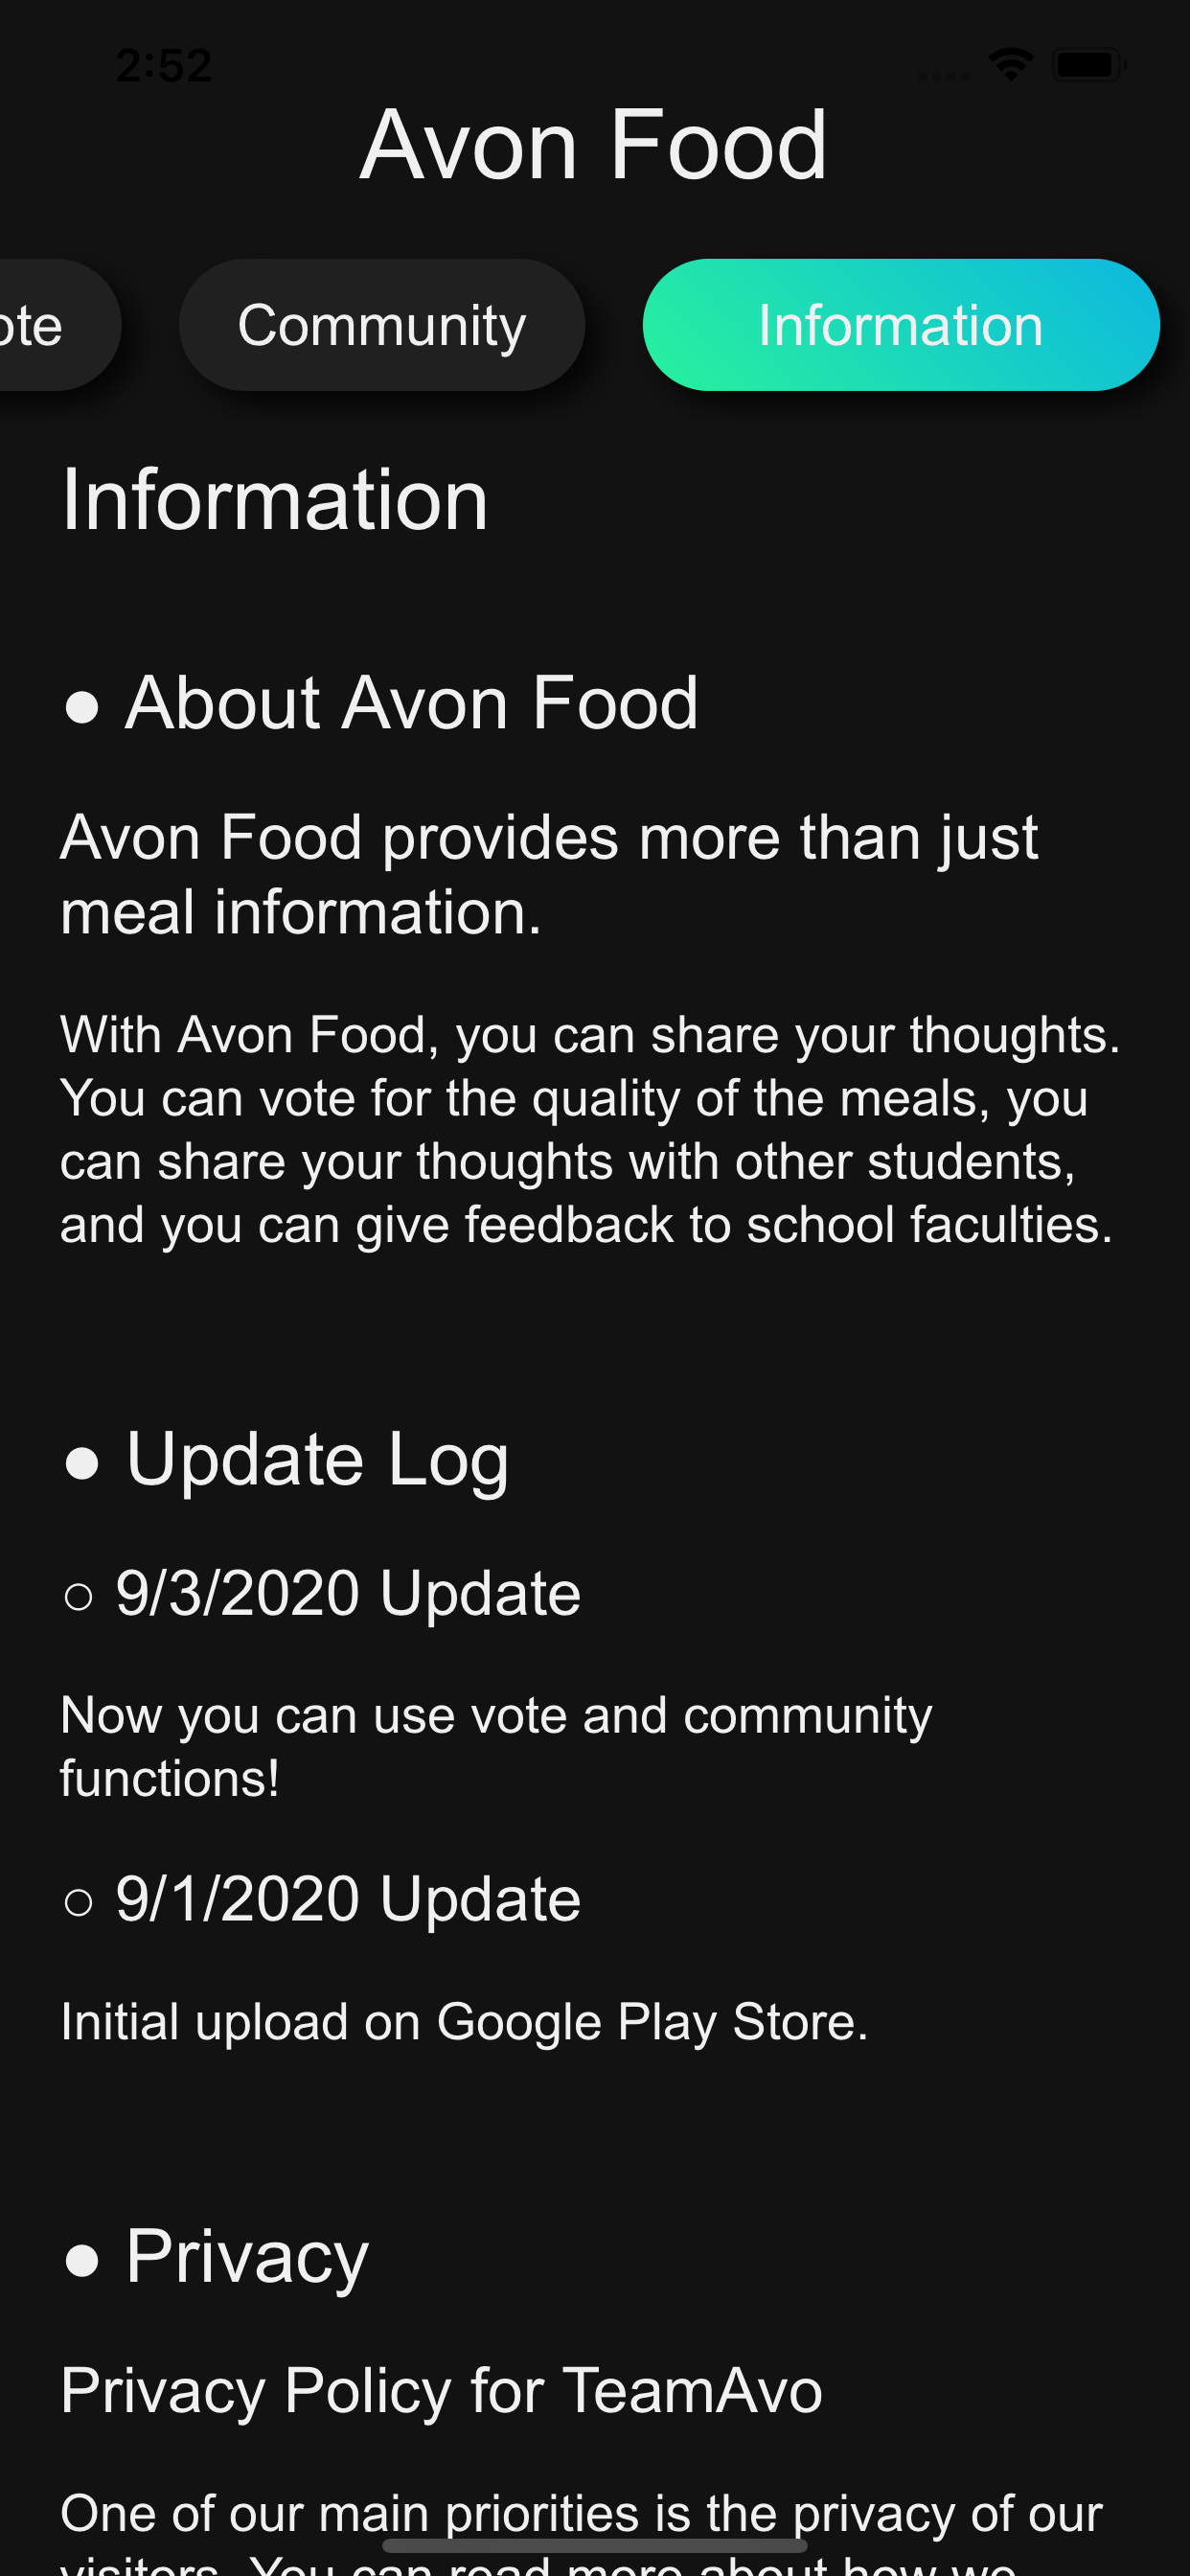 2:52
Avon Food
ote
Community
Information
Information
● About Avon Food
Avon Food provides more than just
meal information.
With Avon Food, you can share your thoughts.
You can vote for the quality of the meals, you
can share your thoughts with other students,
and you can give feedback to school faculties.
● Update Log
○ 9/3/2020 Update
Now you can use vote and community
functions!
○ 9/1/2020 Update
Initial upload on Google Play Store.
● Privacy
Privacy Policy for TeamAvo
One of our main priorities is the privacy of our
visitors. You can read more about how we